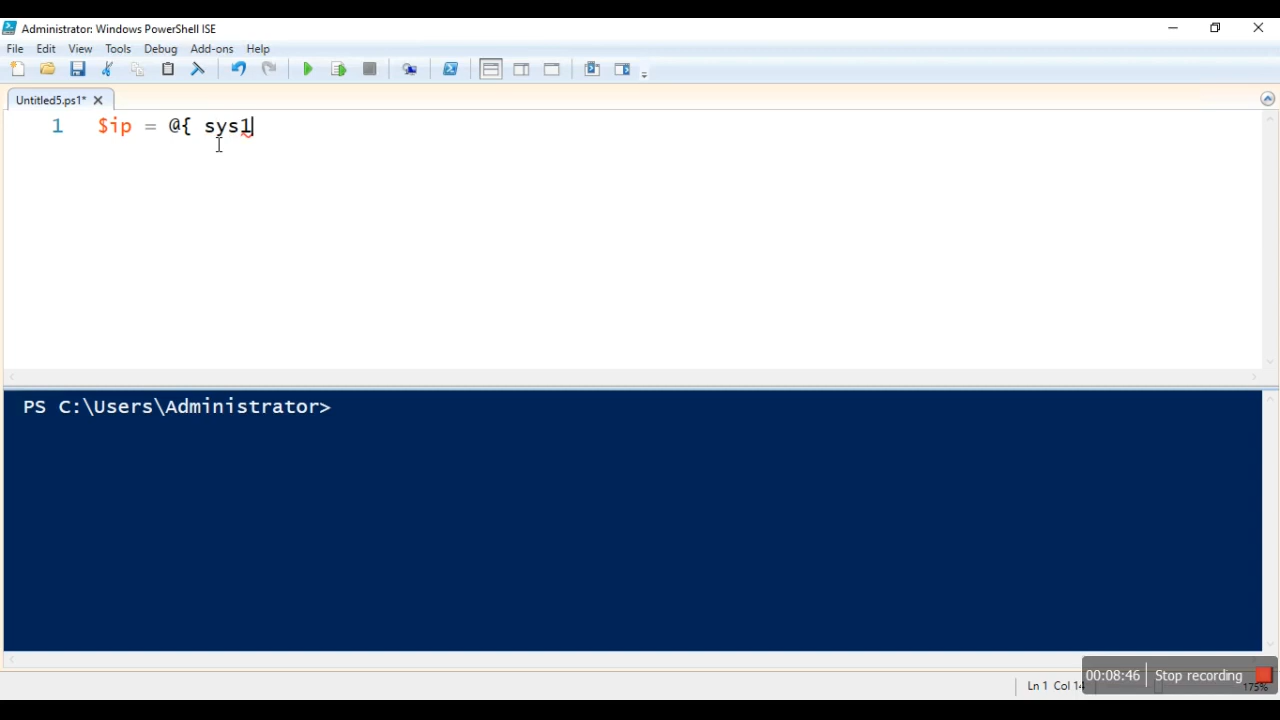 Administrator: Windows PowerShell ISE
File Edit View Tools Debug Add-ons Help
Untitled5.ps1*
1 $ip = @{ sys1
PS C:\Users\Administrator>
00:08:46 Stop recording
Ln 1 Col 14
175%